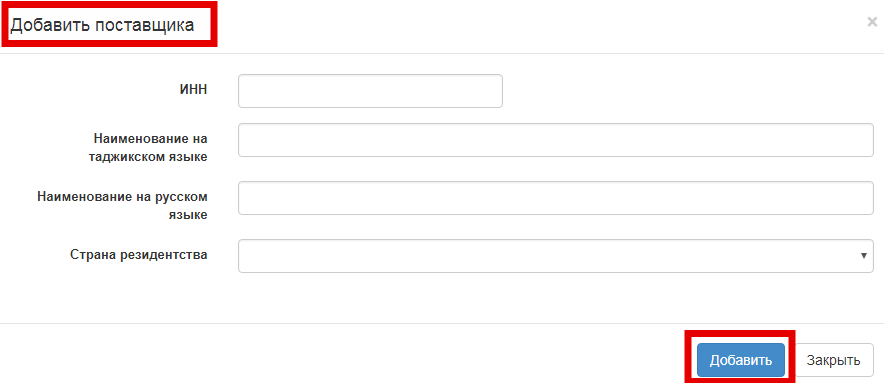 Добавить поставщика
×
ИНН
Наименование на
таджикском языке
Наименование на русском
языке
Страна резидентства
Добавить
Закрыть